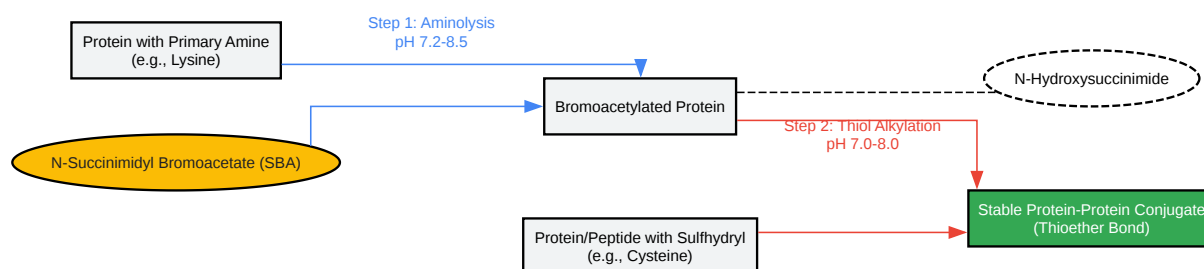 Step 1: Aminolysis
pH 7.2-8.5
Protein with Primary Amine
(e.g., Lysine)
N-Hydroxysuccinimide
Bromoacetylated Protein
Step 2: Thiol Alkylation
pH 7.0-8.0
N-Succinimidyl Bromoacetate (SBA)
Stable Protein-Protein Conjugate
(Thioether Bond)
Protein/Peptide with Sulfhydryl
(e.g., Cysteine)